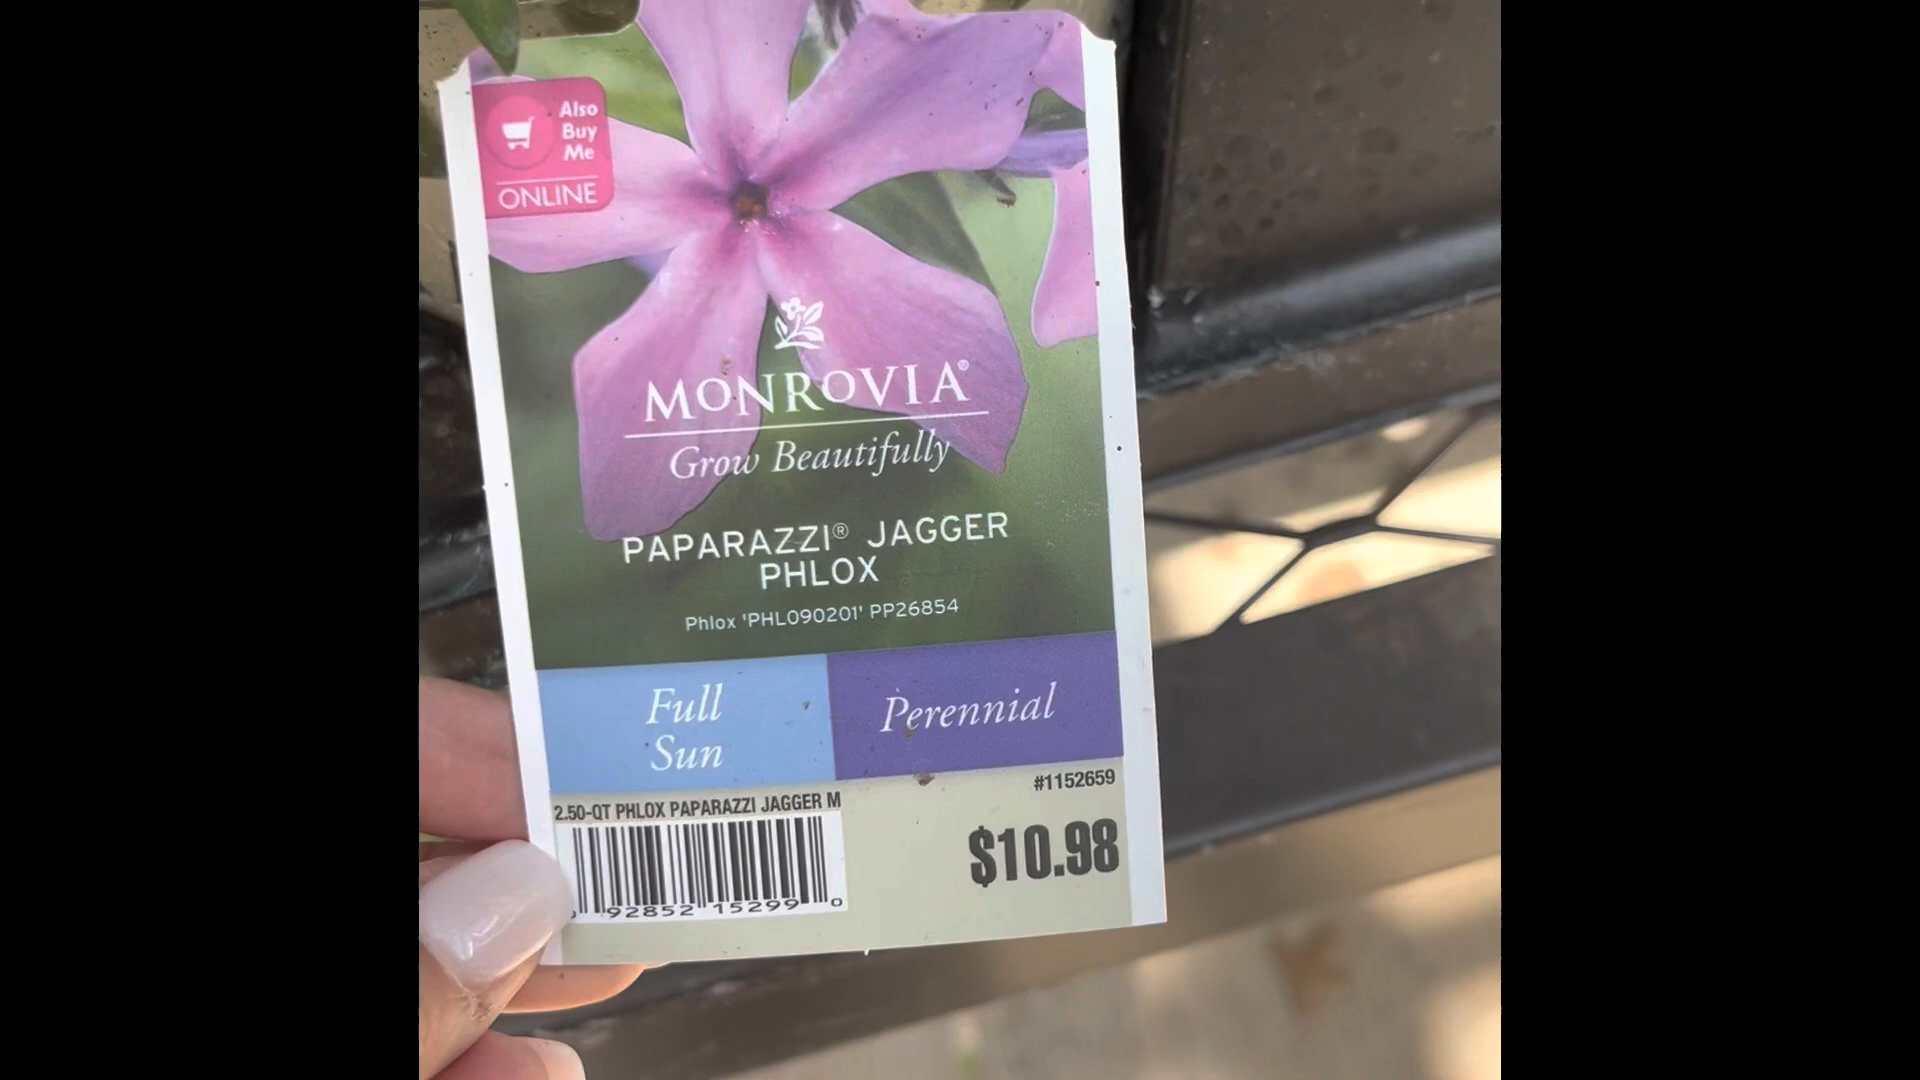 Also
Buy
Me
ONLINE
MONROVIA®
Grow Beautifully
PAPARAZZI® JAGGER
PHLOX
Phlox 'PHLO90201' PP26854
Full
Sun
Perennial
#1152659
2.50-QT PHLOX PAPARAZZI JAGGER M
$10.98
92852 15299 0